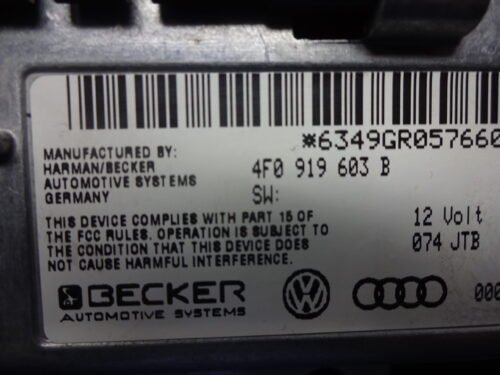 *6349GR057660
MANUFACTURED BY:
HARMAN/BECKER
AUTOMOTIVE SYSTEMS
GERMANY
4F0 919 603 B
SW:
THIS DEVICE COMPLIES WITH PART 15 OF
THE FCC RULES. OPERATION IS SUBJECT TO
THE CONDITION THAT THIS DEVICE DOES
NOT CAUSE HARMFUL INTERFERENCE.
12 Volt
074 JTB
BECKER
AUTOMOTIVE SYSTEMS
000